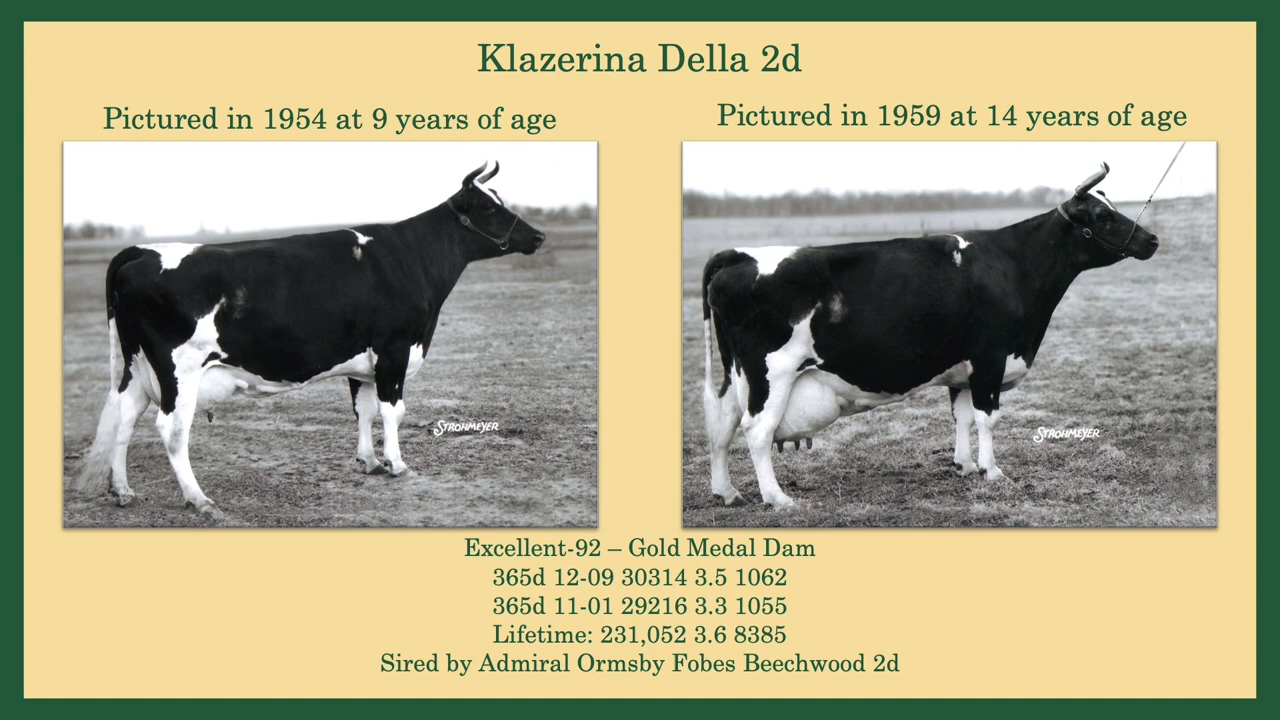 Klazerina Della 2d
Pictured in 1954 at 9 years of age
Pictured in 1959 at 14 years of age
STROHMEYER
STROHMEYER
Excellent-92 – Gold Medal Dam
365d 12-09 30314 3.5 1062
365d 11-01 29216 3.3 1055
Lifetime: 231,052 3.6 8385
Sired by Admiral Ormsby Fobes Beechwood 2d